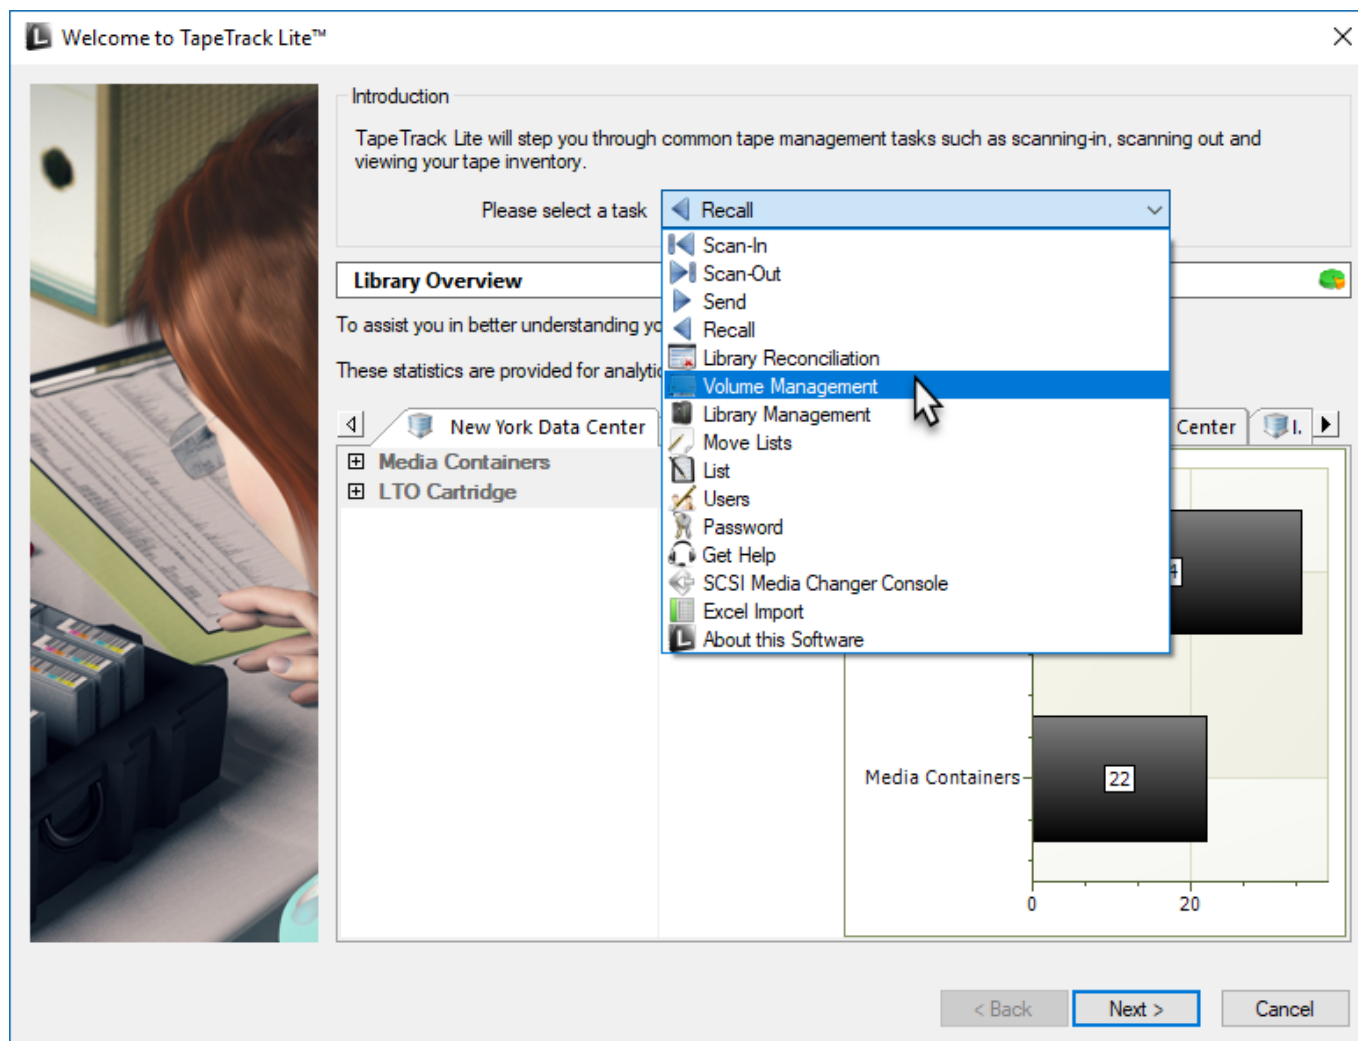 Welcome to TapeTrack Lite™
Introduction
TapeTrack Lite will step you through common tape management tasks such as scanning-in, scanning out and
viewing your tape inventory.
Please select a task
Recall
Scan-In
Scan-Out
Send
Recall
Library Reconciliation
Volume Management
Library Management
Move Lists
List
Users
Password
Get Help
SCSI Media Changer Console
Excel Import
About this Software
Library Overview
To assist you in better understanding
These statistics are provided for
New York Data Center
Center
Media Containers
LTO Cartridge
Media Containers
22
0
20
< Back
Next >
Cancel